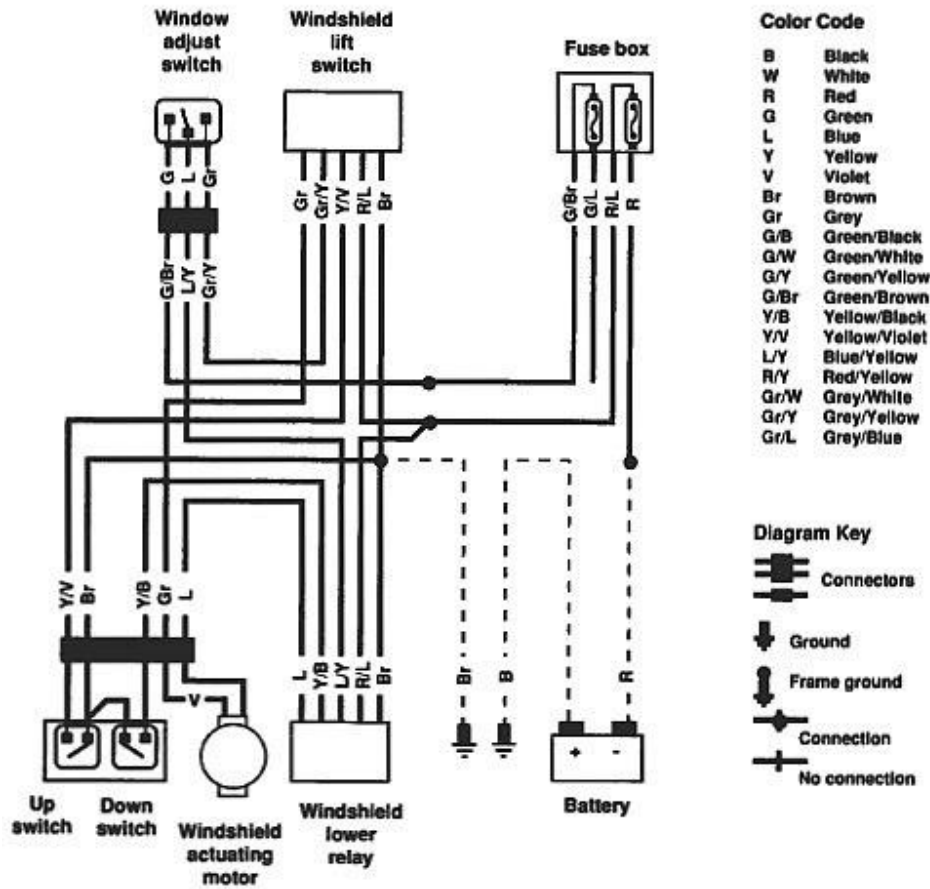 Window
adjust
switch
Windshield
lift
switch
Fuse box
G
L
Gr
G/Br
L/Y
Gr/Y
Gr
Gr/Y
Y/V
R/L
Br
G/Br
G/L
R/L
R
Y/V
Br
Y/B
Gr
L
V
L
Y/B
L/Y
R/L
Br
Br
B
R
+
-
Up
switch
Down
switch
Windshield
actuating
motor
Windshield
lower
relay
Battery
Color Code
B Black
W White
R Red
G Green
L Blue
Y Yellow
V Violet
Br Brown
Gr Grey
G/B Green/Black
G/W Green/White
G/Y Green/Yellow
G/Br Green/Brown
Y/B Yellow/Black
Y/V Yellow/Violet
L/Y Blue/Yellow
R/Y Red/Yellow
Gr/W Grey/White
Gr/Y Grey/Yellow
Gr/L Grey/Blue
Diagram Key
Connectors
Ground
Frame ground
Connection
No connection